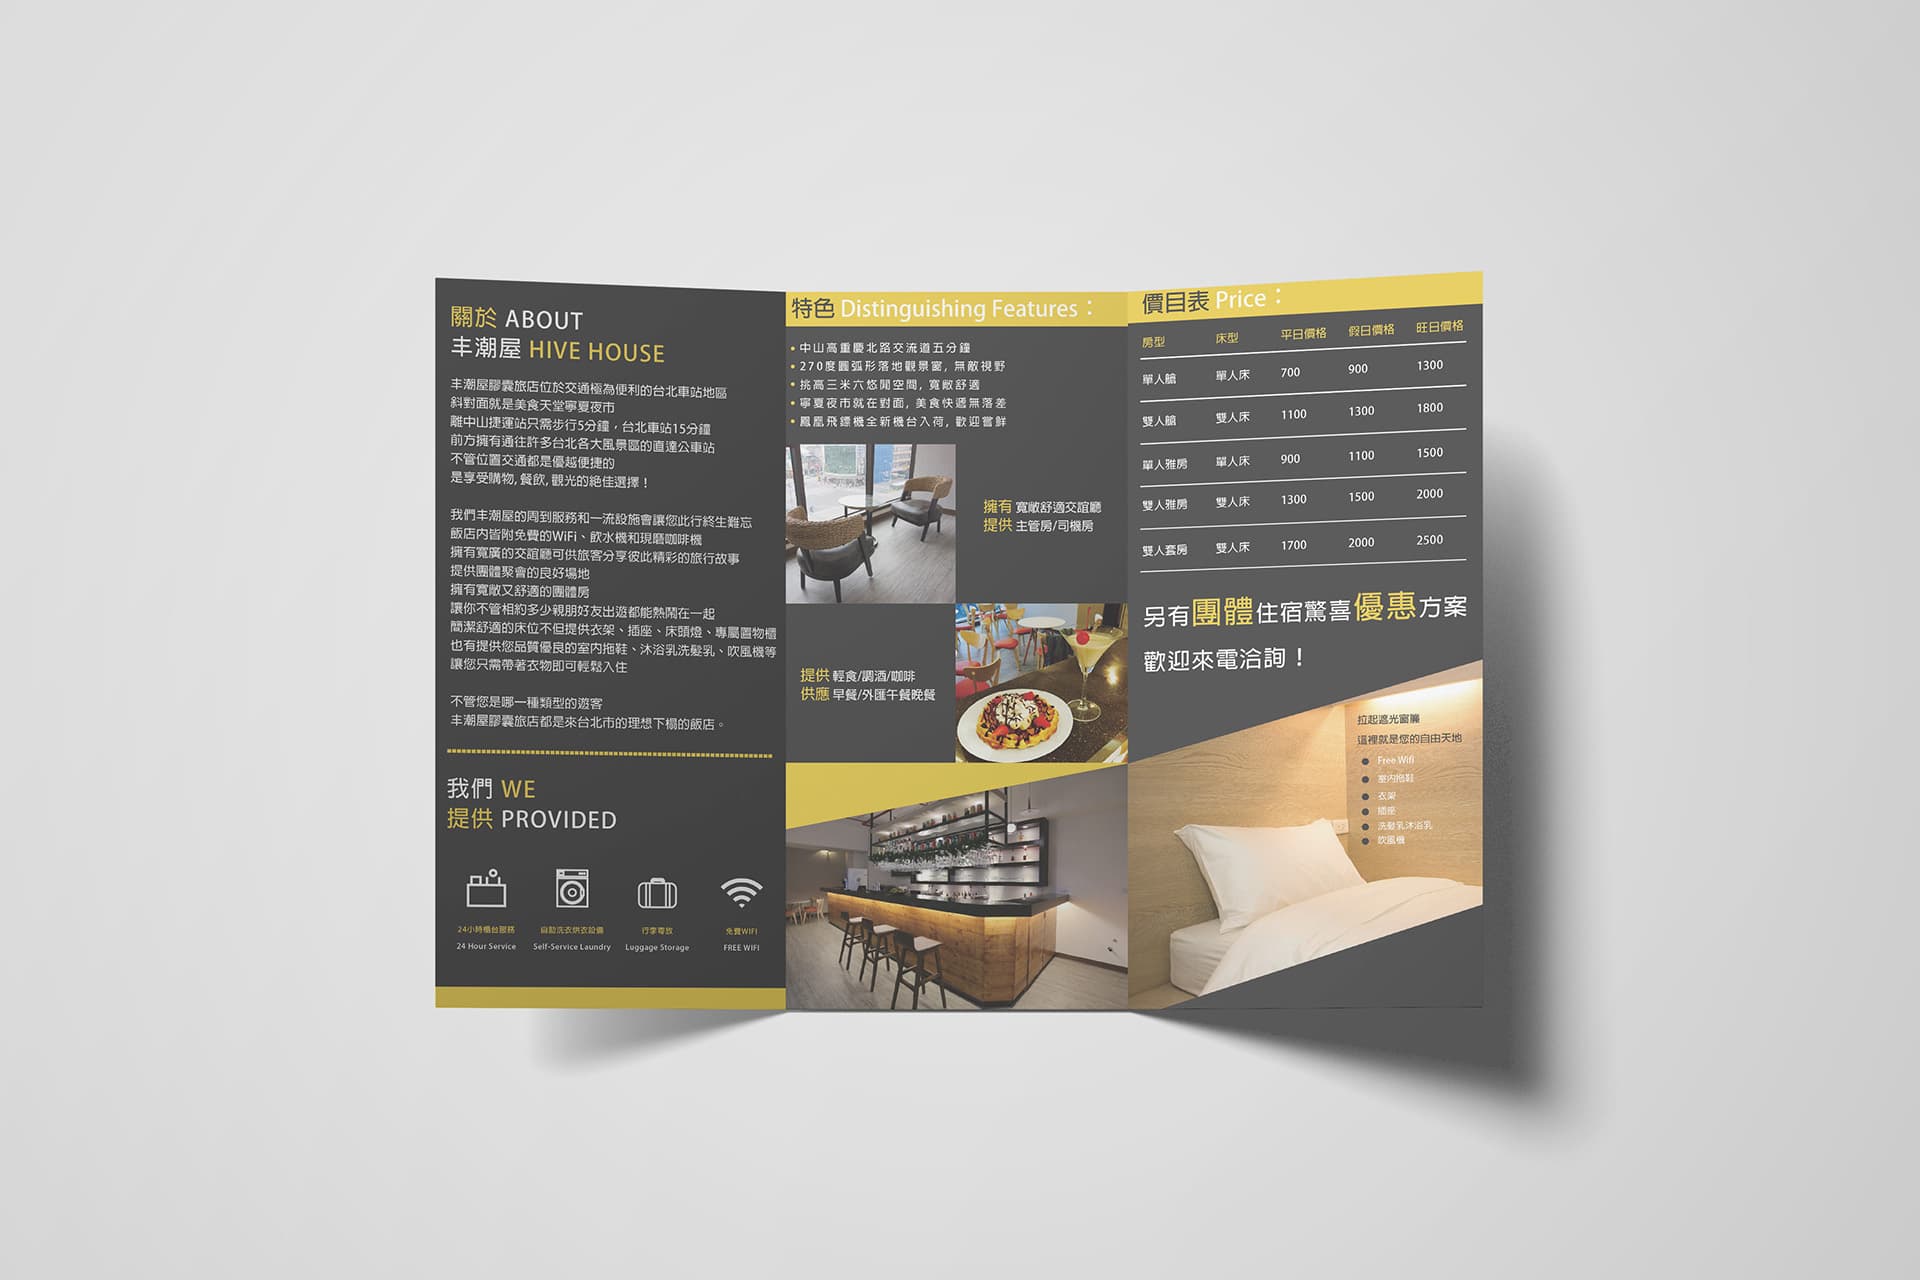 關於 ABOUT
丰潮屋 HIVE HOUSE
丰潮屋膠囊旅店位於交通極為便利的台北車站地區
斜對面就是美食天堂寧夏夜市
離中山捷運站只需步行5分鐘，台北車站15分鐘
前方擁有通往許多台北各大風景區的直達公車站
不管位置交通都是優越便捷的
是享受購物, 餐飲, 觀光的絶佳選擇！
我們丰潮屋的周到服務和一流設施會讓您此行終生難忘
飯店内皆附免費的WiFi、飲水機和現磨咖啡機
擁有寬廣的交誼廳可供旅客分享彼此精彩的旅行故事
提供團體聚會的良好場地
擁有寬敞又舒適的團體房
讓你不管相約多少親朋好友出遊都能熱鬧在一起
簡潔舒適的床位不但提供衣架、插座、床頭燈、專屬置物櫃
也有提供您品質優良的室内拖鞋、沐浴乳洗髮乳、吹風機等
讓您只需帶著衣物即可輕鬆入住
不管您是哪一種類型的遊客
丰潮屋膠囊旅店都是來台北市的理想下榻的飯店。
我們 WE
提供 PROVIDED
24小時櫃台服務 自助洗衣烘衣設備 行李寄放 免費WIFI
24 Hour Service Self-Service Laundry Luggage Storage FREE WIFI
特色 Distinguishing Features：
• 中山高重慶北路交流道五分鐘
• 270度圓弧形落地觀景窗, 無敵視野
• 挑高三米六悠閒空間, 寬敞舒適
• 寧夏夜市就在對面, 美食快遞無落差
• 鳳凰飛鏢機全新機台入荷, 歡迎嘗鮮
擁有 寬敞舒適交誼廳
提供 主管房/司機房
提供 輕食/調酒/咖啡
供應 早餐/外匯午餐晚餐
價目表 Price：
房型 床型 平日價格 假日價格 旺日價格
單人艙 單人床 700 900 1300
雙人艙 雙人床 1100 1300 1800
單人雅房 單人床 900 1100 1500
雙人雅房 雙人床 1300 1500 2000
雙人套房 雙人床 1700 2000 2500
另有團體住宿驚喜優惠方案
歡迎來電洽詢！
拉起遮光窗簾
這裡就是您的自由天地
● Free Wifi
● 室内拖鞋
● 衣架
● 插座
● 洗髮乳沐浴乳
● 吹風機